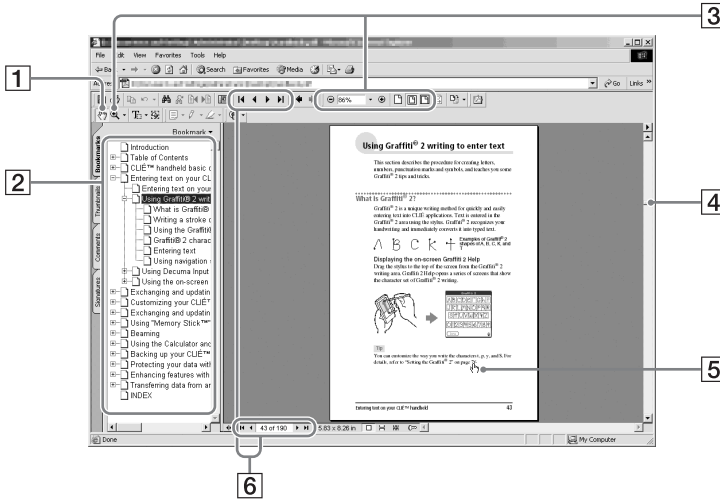 3
File Edit View Favorites Tools Help
Back Search Favorites Media
Links »
Go
1
86%
Bookmark
2
Bookmarks
Thumbnails
Comments
Signatures
Introduction
Table of Contents
CLIÉ™ handheld basic
Entering text on your CL
Entering text on your
Using Graffiti® 2 writ
What is Graffiti®
Writing a stroke
Using the Graffiti®
Graffiti® 2 charac
Entering text
Using navigation
Using Decuma Input
Using the on-screen
Exchanging and updatin
Customizing your CLIÉ™
Exchanging and updatin
Using "Memory Stick™"
Beaming
Using the Calculator and
Backing up your CLIÉ™
Protecting your data with
Enhancing features with
Transferring data from an
INDEX
Using Graffiti® 2 writing to enter text
This section describes the procedure for creating letters,
numbers, punctuation marks and symbols, and teaches you some
Graffiti® 2 tips and tricks.
What is Graffiti® 2?
Graffiti® 2 is a unique writing method for quickly and easily
entering text into CLIÉ applications. Text is entered in the
Graffiti® 2 area using the stylus. Graffiti® 2 recognizes your
handwriting and immediately converts it into typed text.
Examples of Graffiti® 2
shapes of A, B, C, K, and
Displaying the on-screen Graffiti 2 Help
Drag the stylus to the top of the screen from the Graffiti® 2
writing area. Graffiti 2 Help opens a series of screens that show
the character set of Graffiti® 2 writing.
Tip
You can customize the way you write the characters t, p, y, and $. For
details, refer to "Setting the Graffiti® 2" on page
Entering text on your CLIÉ™ handheld 43
4
5
43 of 190 5.83 x 8.26 in
Done My Computer
6